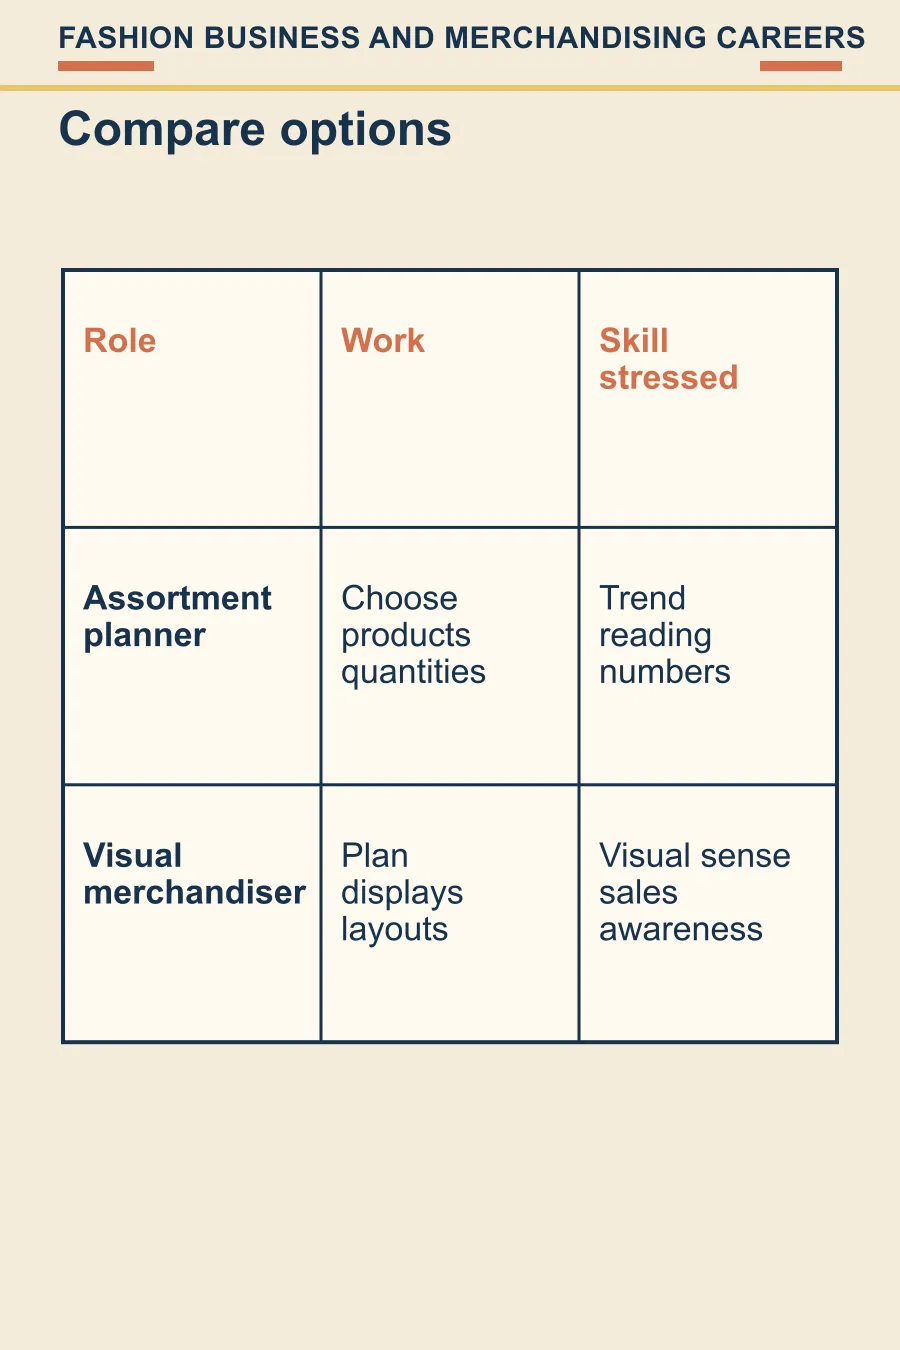 FASHION BUSINESS AND MERCHANDISING CAREERS
Compare options
Role
Work
Skill
stressed
Assortment
planner
Choose
products
quantities
Trend
reading
numbers
Visual
merchandiser
Plan
displays
layouts
Visual sense
sales
awareness